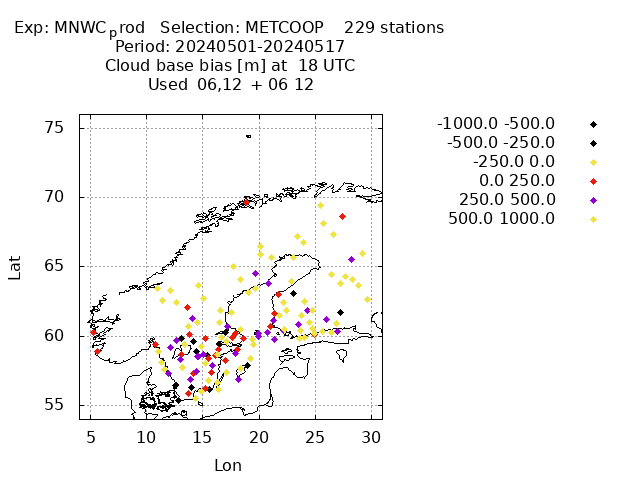 Exp: MNWCprod   Selection: METCOOP    229 stations
Period: 20240501-20240517
Cloud base bias [m] at  18 UTC
Used  06,12  + 06 12
-1000.0 -500.0
-500.0 -250.0
-250.0 0.0
0.0 250.0
250.0 500.0
500.0 1000.0
75
70
65
60
55
Lat
5 10 15 20 25 30
Lon